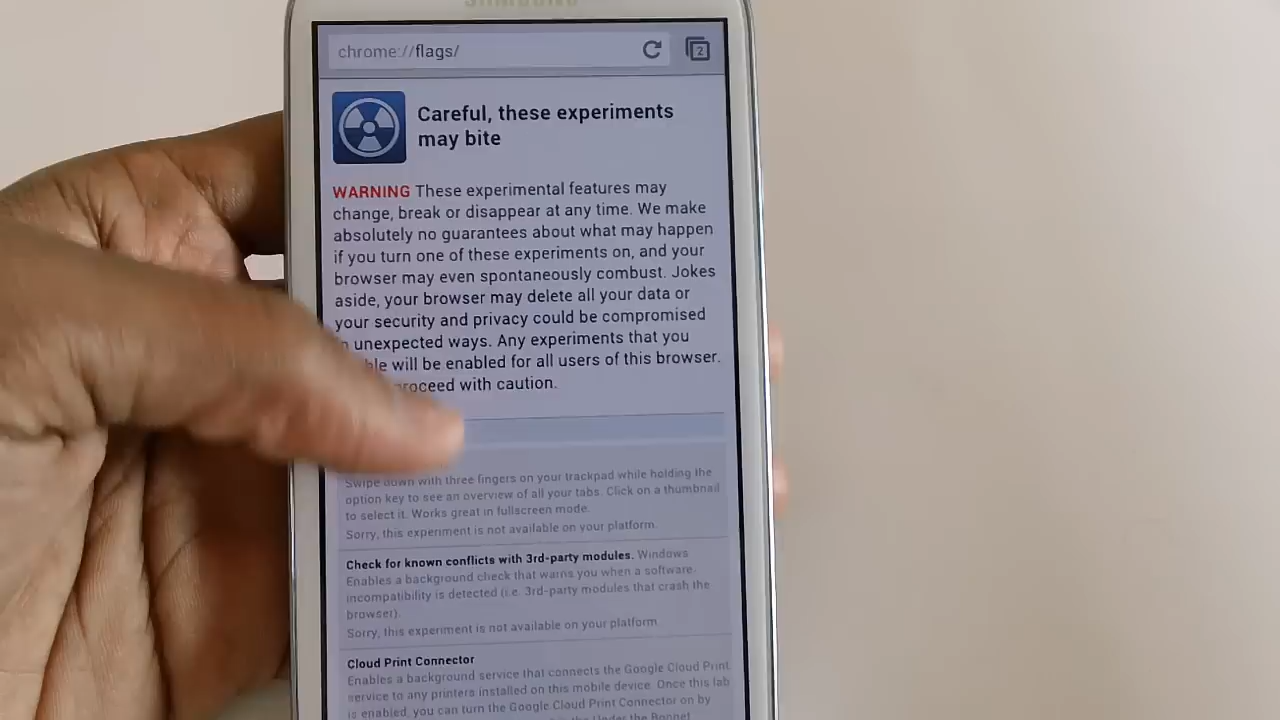 SAMSUNG
chrome://flags/
2
Careful, these experiments
may bite
WARNING These experimental features may
change, break or disappear at any time. We make
absolutely no guarantees about what may happen
if you turn one of these experiments on, and your
browser may even spontaneously combust. Jokes
aside, your browser may delete all your data or
your security and privacy could be compromised
unexpected ways. Any experiments that you
will be enabled for all users of this browser.
proceed with caution.
Swipe down with three fingers on your trackpad while holding the
option key to see an overview of all your tabs. Click on a thumbnail
to select it. Works great in fullscreen mode.
Sorry, this experiment is not available on your platform.
Check for known conflicts with 3rd-party modules. Windows
Enables a background check that warns you when a software
incompatibility is detected (i.e. 3rd-party modules that crash the
browser).
Sorry, this experiment is not available on your platform
Cloud Print Connector
Enables a background service that connects the Google Cloud Print
service to any printers installed on this mobile device. Once this lab
is enabled, you can turn the Google Cloud Print Connector on by
the Under the Bonnet